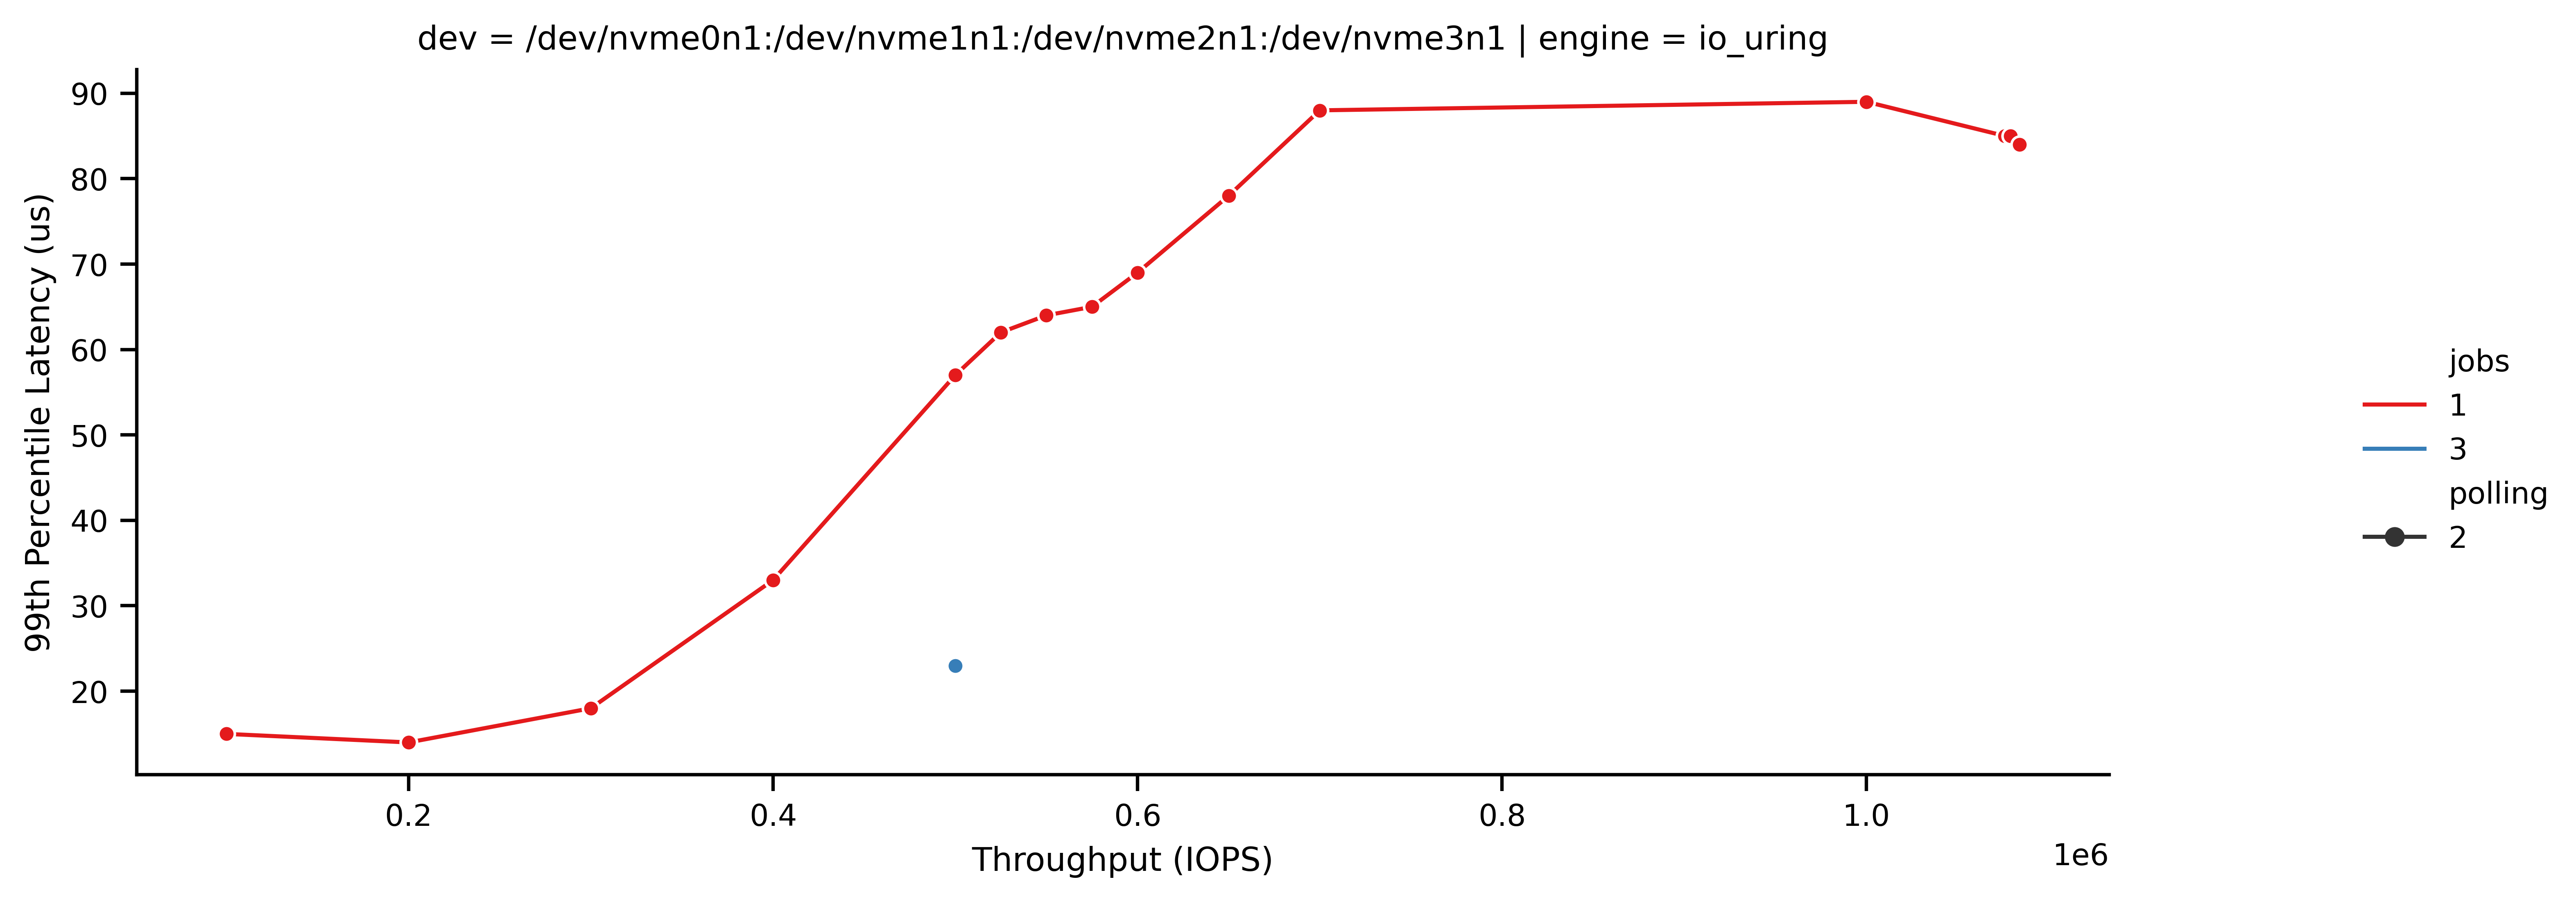 dev = /dev/nvme0n1:/dev/nvme1n1:/dev/nvme2n1:/dev/nvme3n1 | engine = io_uring
99th Percentile Latency (us)
90
80
70
60
50
40
30
20
0.2
0.4
0.6
0.8
1.0
1e6
Throughput (IOPS)
jobs
1
3
polling
2